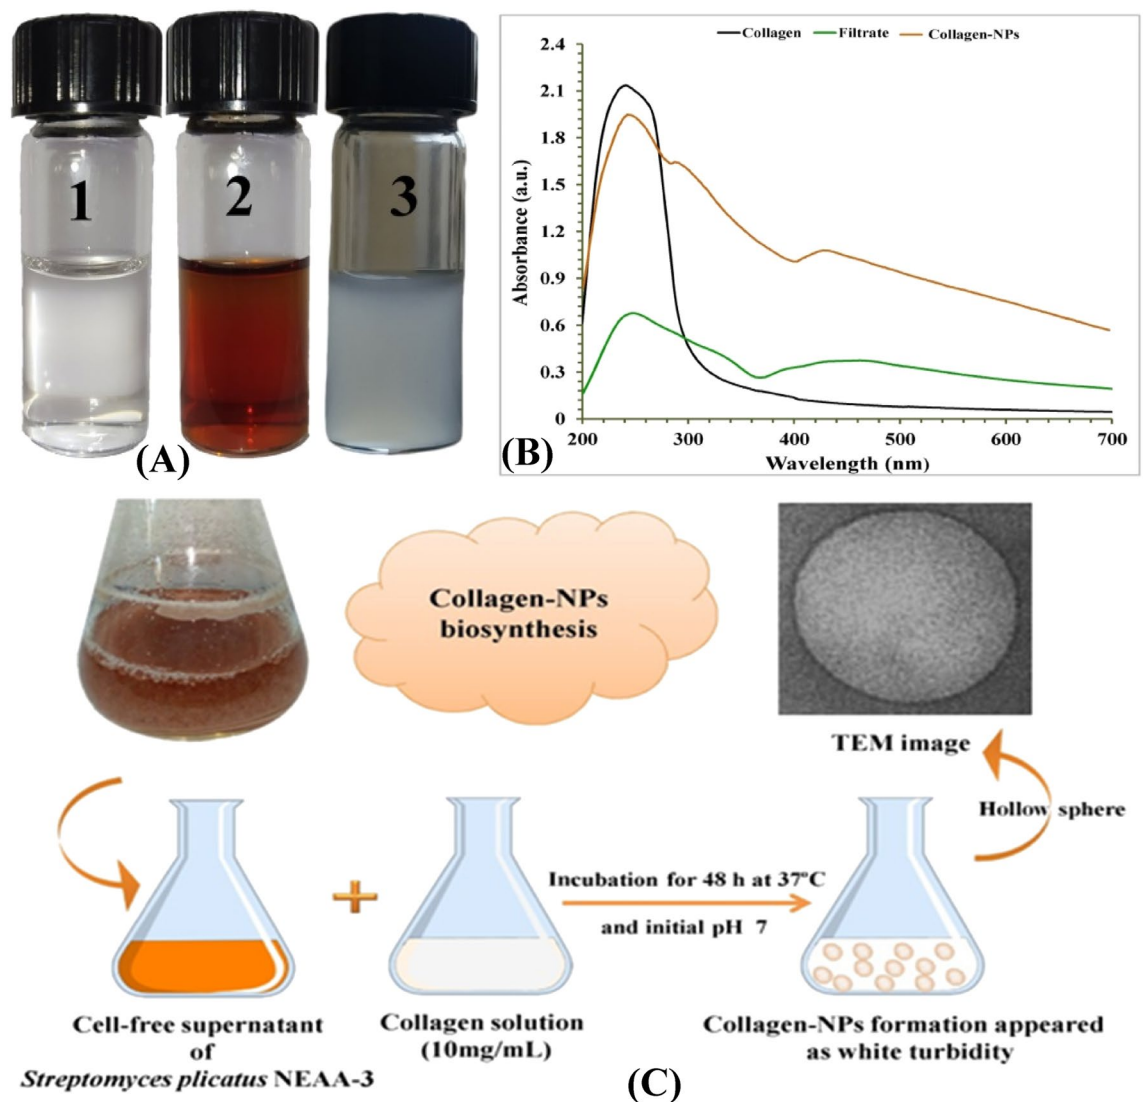 1
2
3
(A)
Collagen Filtrate Collagen-NPs
Absorbance (a.u.)
2.4
2.1
1.8
1.5
1.2
0.9
0.6
0.3
0
200 300 400 500 600 700
Wavelength (nm)
(B)
Collagen-NPs
biosynthesis
TEM image
Hollow sphere
Incubation for 48 h at 37°C
and initial pH 7
Cell-free supernatant
of
Streptomyces plicatus NEAA-3
Collagen solution
(10mg/mL)
Collagen-NPs formation appeared
as white turbidity
(C)